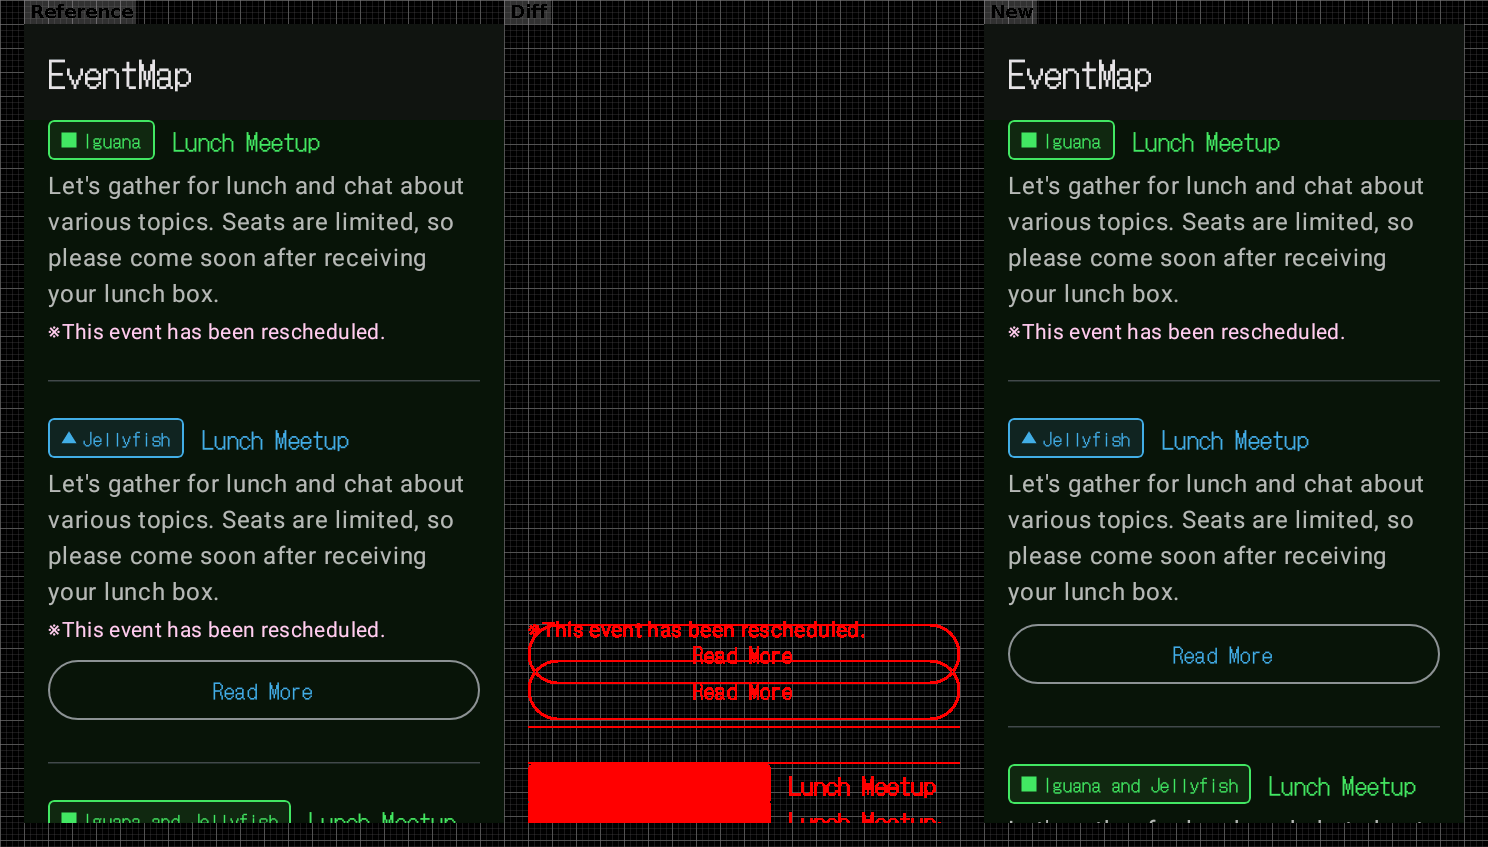 Reference
EventMap
Iguana Lunch Meetup
Let's gather for lunch and chat about
various topics. Seats are limited, so
please come soon after receiving
your lunch box.
※This event has been rescheduled.
Jellyfish Lunch Meetup
Let's gather for lunch and chat about
various topics. Seats are limited, so
please come soon after receiving
your lunch box.
※This event has been rescheduled.
Read More
Iguana and Jellyfish Lunch Meetup
Diff
※This event has been rescheduled.
Read More
Read More
Lunch Meetup
Lunch Meetup
New
EventMap
Iguana Lunch Meetup
Let's gather for lunch and chat about
various topics. Seats are limited, so
please come soon after receiving
your lunch box.
※This event has been rescheduled.
Jellyfish Lunch Meetup
Let's gather for lunch and chat about
various topics. Seats are limited, so
please come soon after receiving
your lunch box.
Read More
Iguana and Jellyfish Lunch Meetup